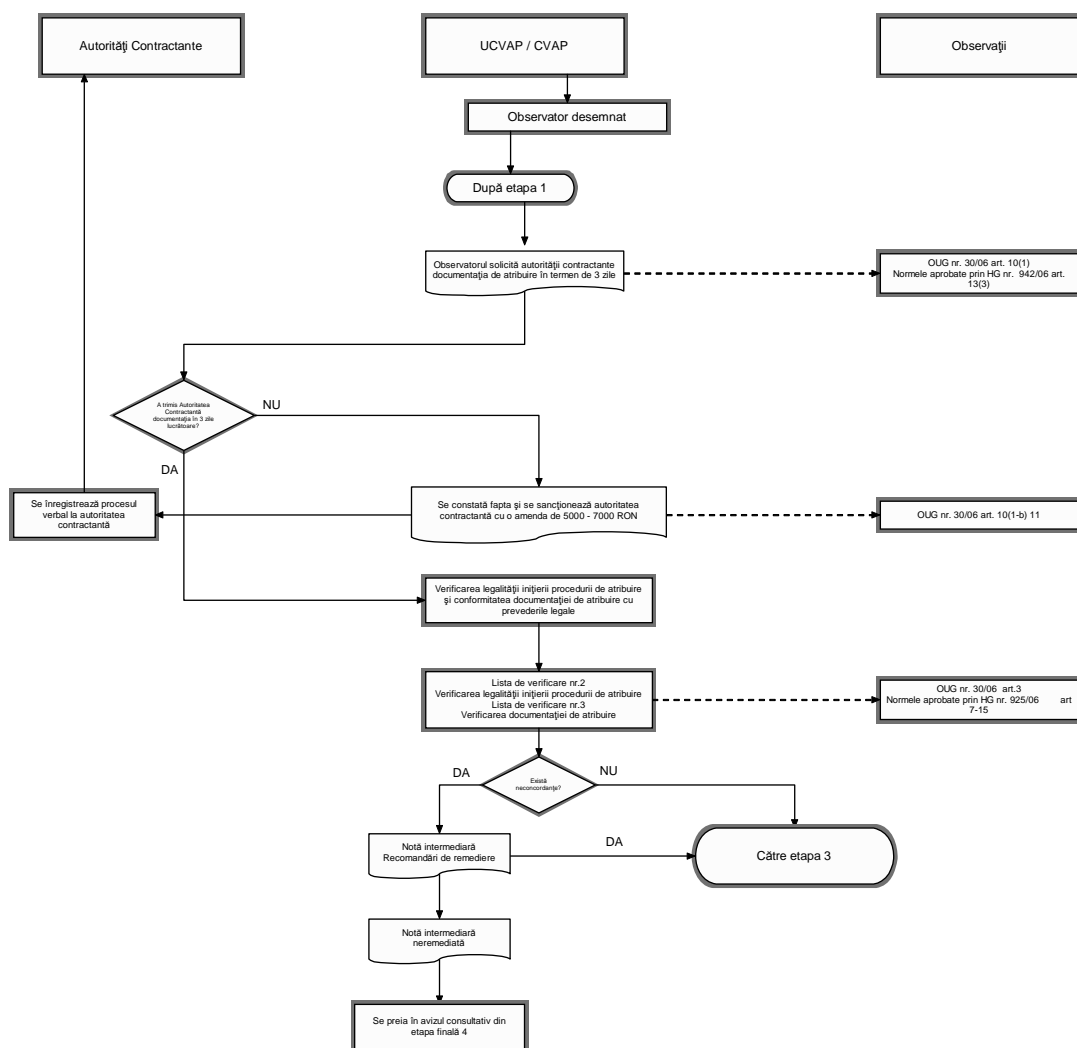 Autorităţi Contractante
UCVAP / CVAP
Observaţii
Observator desemnat
După etapa 1
Observatorul solicită autorităţii contractante
documentaţia de atribuire în termen de 3 zile
OUG nr. 30/06 art. 10(1)
Normele aprobate prin HG nr. 942/06 art.
13(3)
A trimis Autoritatea
Contractantă
documentaţia în 3 zile
lucrătoare?
NU
DA
Se înregistrează procesul
verbal la autoritatea
contractantă
Se constată fapta şi se sancţionează autoritatea
contractantă cu o amenda de 5000 - 7000 RON
OUG nr. 30/06 art. 10(1-b) 11
Verificarea legalităţii iniţierii procedurii de atribuire
şi conformitatea documentaţiei de atribuire cu
prevederile legale
Lista de verificare nr.2
Verificarea legalităţii iniţierii procedurii de atribuire
Lista de verificare nr.3
Verificarea documentaţiei de atribuire
OUG nr. 30/06 art.3
Normele aprobate prin HG nr. 925/06 art
7-15
DA
Există
neconcordanţe?
NU
Notă intermediară
Recomandări de remediere
DA
Către etapa 3
Notă intermediară
neremediată
Se preia în avizul consultativ din
etapa finală 4